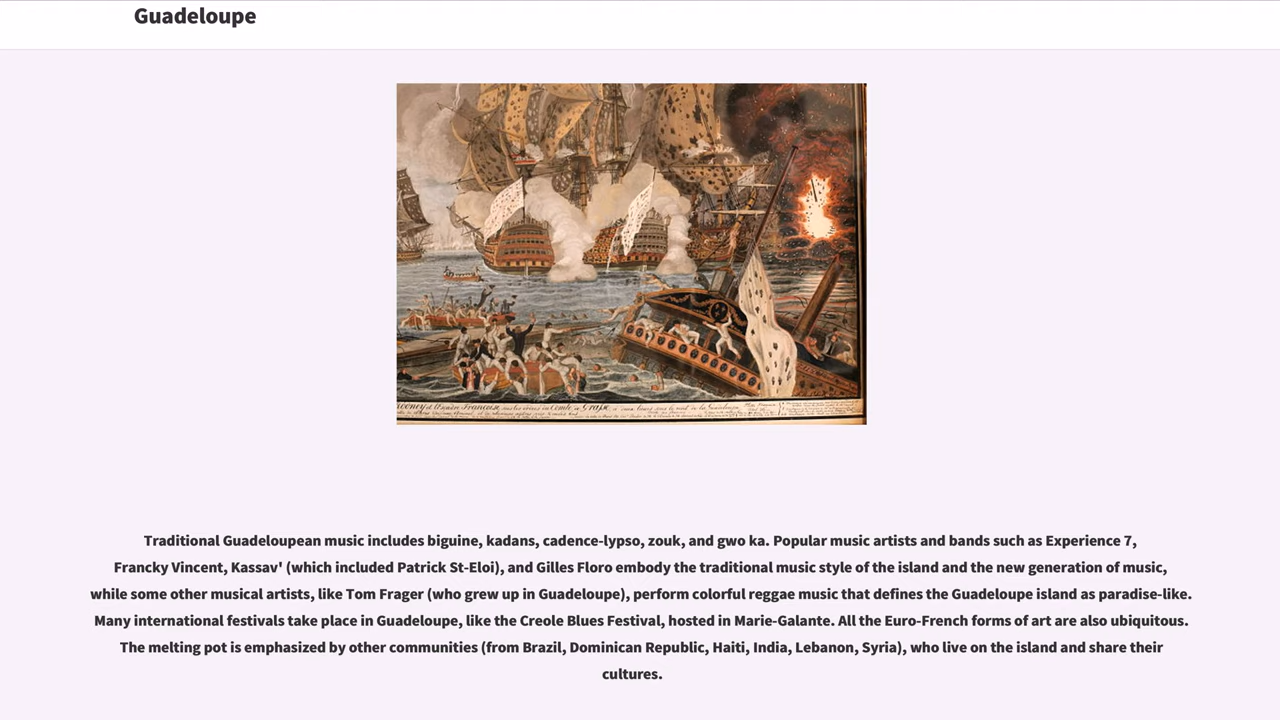 Guadeloupe
Comte de Grasse
Traditional Guadeloupean music includes biguine, kadans, cadence-lypso, zouk, and gwo ka. Popular music artists and bands such as Experience 7,
Francky Vincent, Kassav' (which included Patrick St-Eloi), and Gilles Floro embody the traditional music style of the island and the new generation of music,
while some other musical artists, like Tom Frager (who grew up in Guadeloupe), perform colorful reggae music that defines the Guadeloupe island as paradise-like.
Many international festivals take place in Guadeloupe, like the Creole Blues Festival, hosted in Marie-Galante. All the Euro-French forms of art are also ubiquitous.
The melting pot is emphasized by other communities (from Brazil, Dominican Republic, Haiti, India, Lebanon, Syria), who live on the island and share their
cultures.